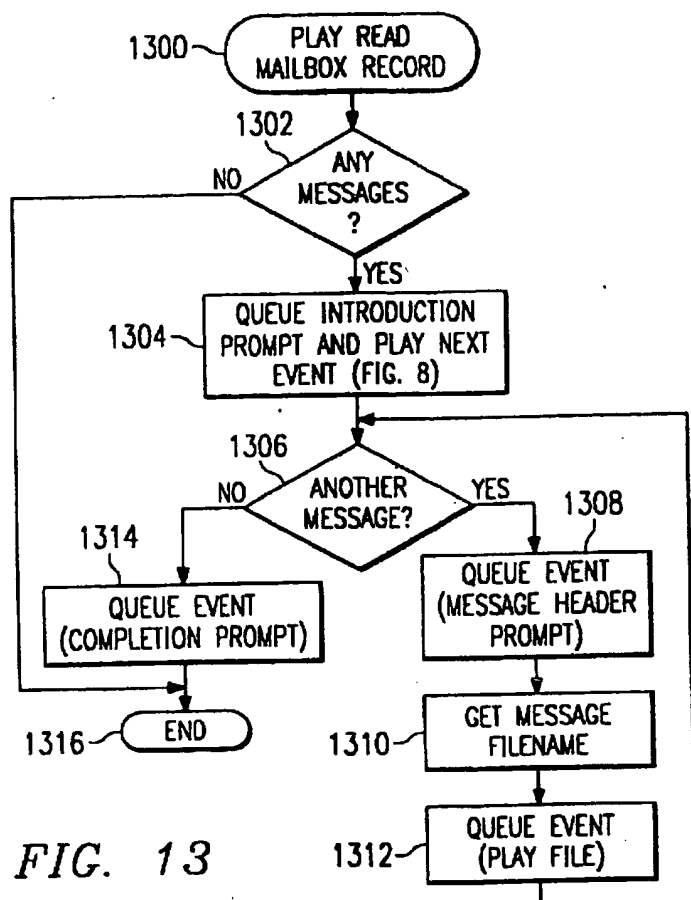 1300
PLAY READ
MAILBOX RECORD
1302
ANY
MESSAGES
?
NO
YES
1304
QUEUE INTRODUCTION
PROMPT AND PLAY NEXT
EVENT (FIG. 8)
1306
ANOTHER
MESSAGE?
NO
YES
1314
QUEUE EVENT
(COMPLETION PROMPT)
1316
END
1308
QUEUE EVENT
(MESSAGE HEADER
PROMPT)
1310
GET MESSAGE
FILENAME
1312
QUEUE EVENT
(PLAY FILE)
FIG. 13